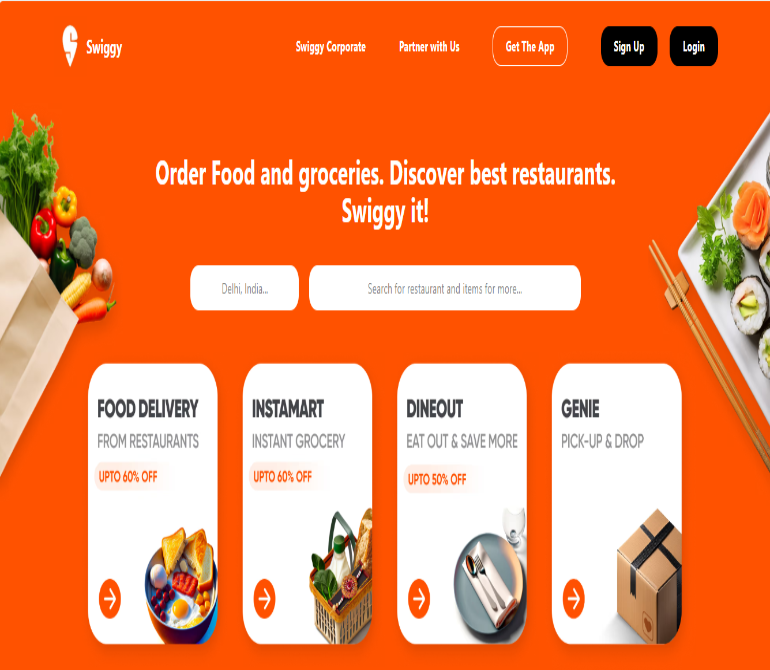 Swiggy
Swiggy Corporate
Partner with Us
Get The App
Sign Up
Login
Order Food and groceries. Discover best restaurants.
Swiggy it!
Delhi, India...
Search for restaurant and items for more...
FOOD DELIVERY
FROM RESTAURANTS
UPTO 60% OFF
INSTAMART
INSTANT GROCERY
UPTO 60% OFF
DINEOUT
EAT OUT & SAVE MORE
UPTO 50% OFF
GENIE
PICK-UP & DROP